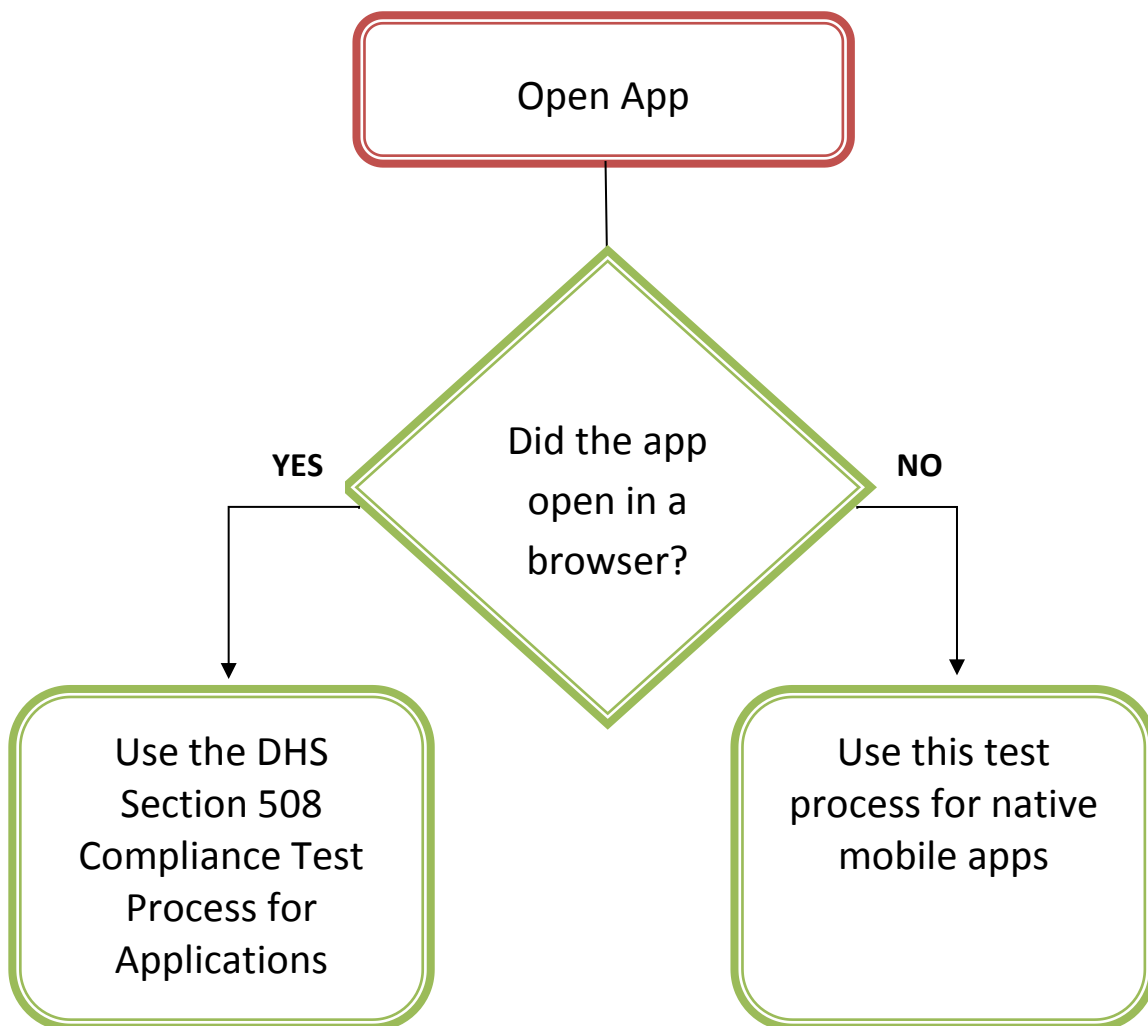 Open App
Did the app
open in a
browser?
YES
NO
Use the DHS
Section 508
Compliance Test
Process for
Applications
Use this test
process for native
mobile apps